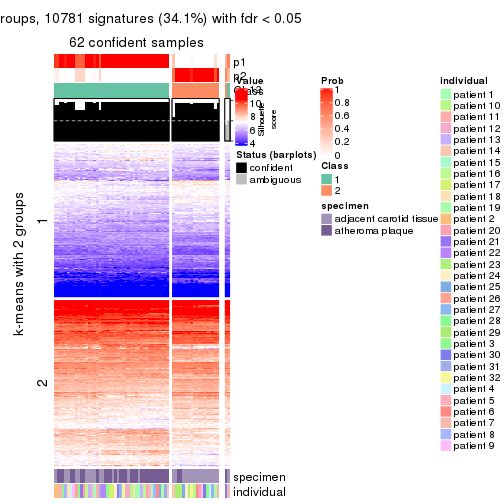 roups, 10781 signatures (34.1%) with fdr < 0.05
62 confident samples
p1
p2
Class
Silhouette
score
k-means with 2 groups
1
2
specimen
individual
Value
10
8
6
4
Status (barplots)
confident
ambiguous
Prob
1
0.8
0.6
0.4
0.2
0
Class
1
2
specimen
adjacent carotid tissue
atheroma plaque
individual
patient 1
patient 10
patient 11
patient 12
patient 13
patient 14
patient 15
patient 16
patient 17
patient 18
patient 19
patient 2
patient 20
patient 21
patient 22
patient 23
patient 24
patient 25
patient 26
patient 27
patient 28
patient 29
patient 3
patient 30
patient 31
patient 32
patient 4
patient 5
patient 6
patient 7
patient 8
patient 9